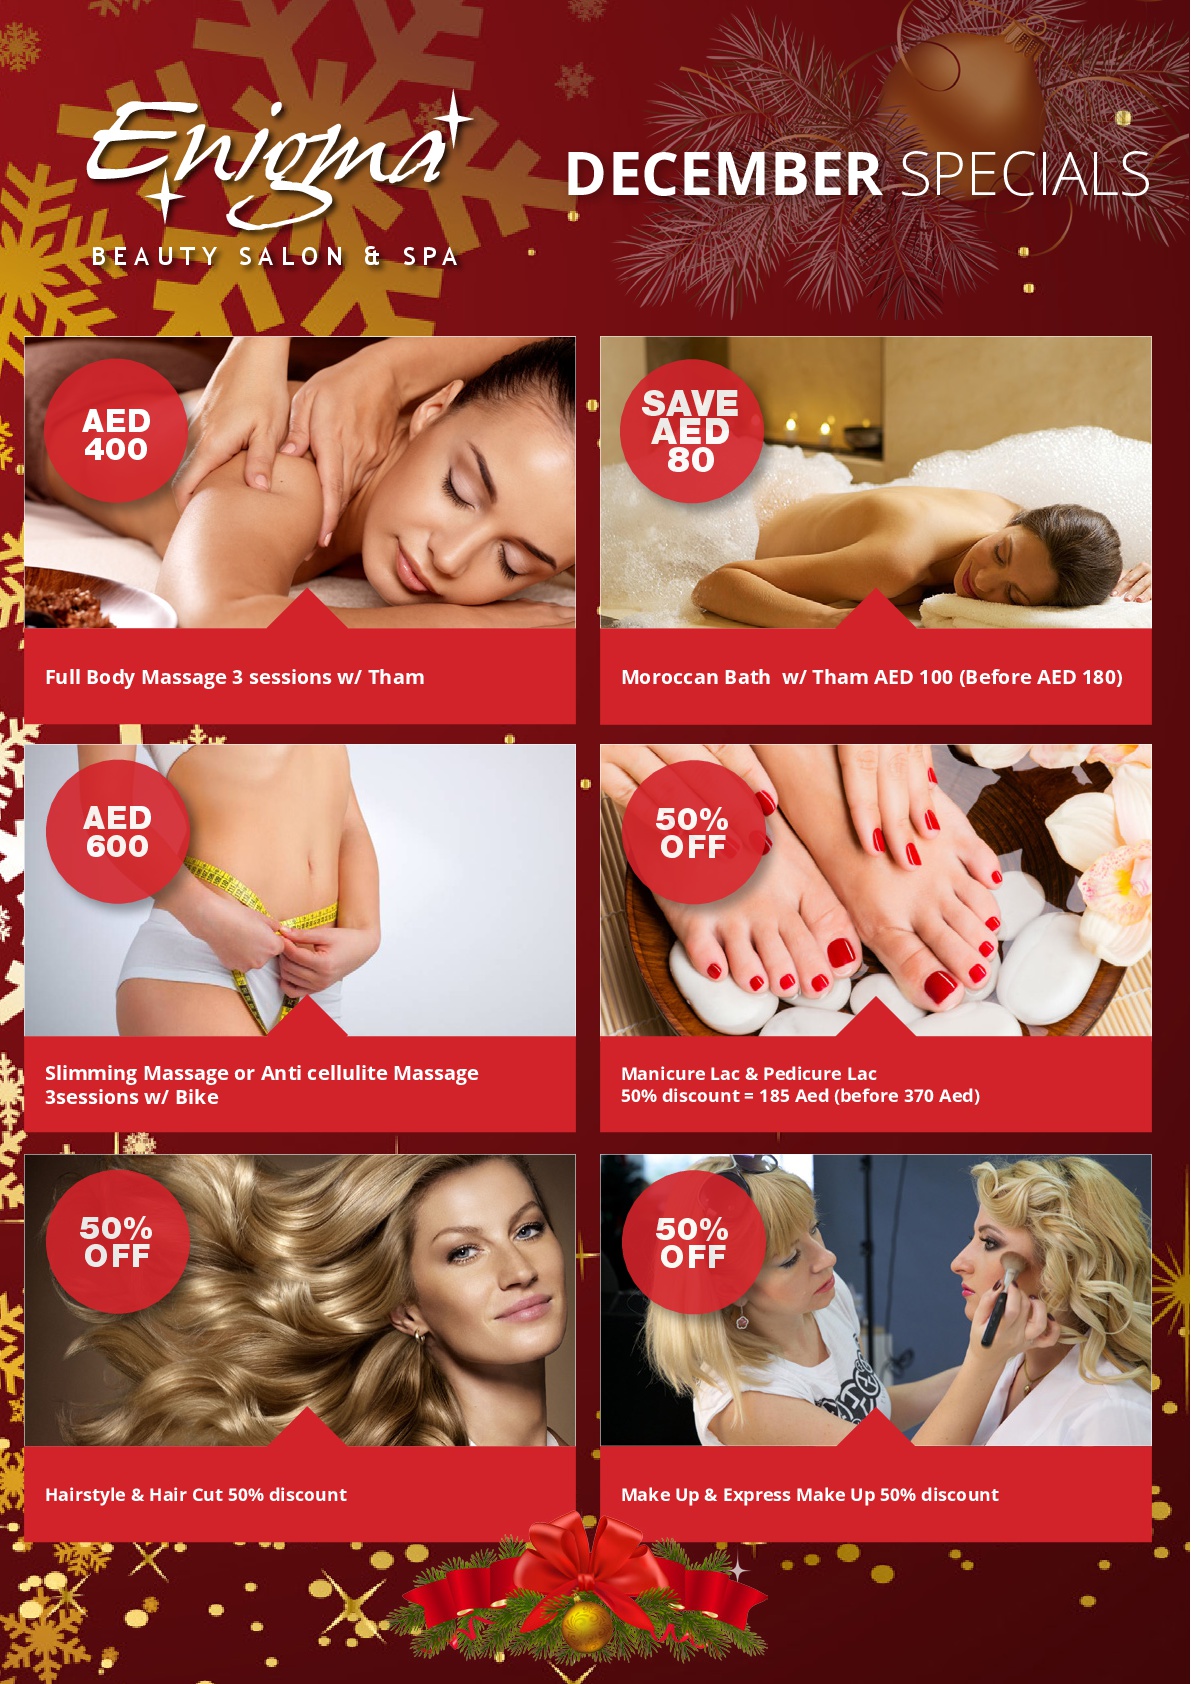 Enigma
BEAUTY SALON & SPA
DECEMBER SPECIALS
AED
400
Full Body Massage 3 sessions w/ Tham
SAVE
AED
80
Moroccan Bath  w/ Tham AED 100 (Before AED 180)
AED
600
Slimming Massage or Anti cellulite Massage
3sessions w/ Bike
50%
OFF
Manicure Lac & Pedicure Lac
50% discount = 185 Aed (before 370 Aed)
50%
OFF
Hairstyle & Hair Cut 50% discount
50%
OFF
Make Up & Express Make Up 50% discount